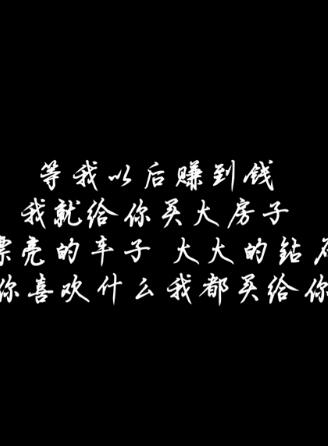 等我以后赚到钱
我就给你买大房子
漂亮的车子 大大的钻石
你喜欢什么我都买给你